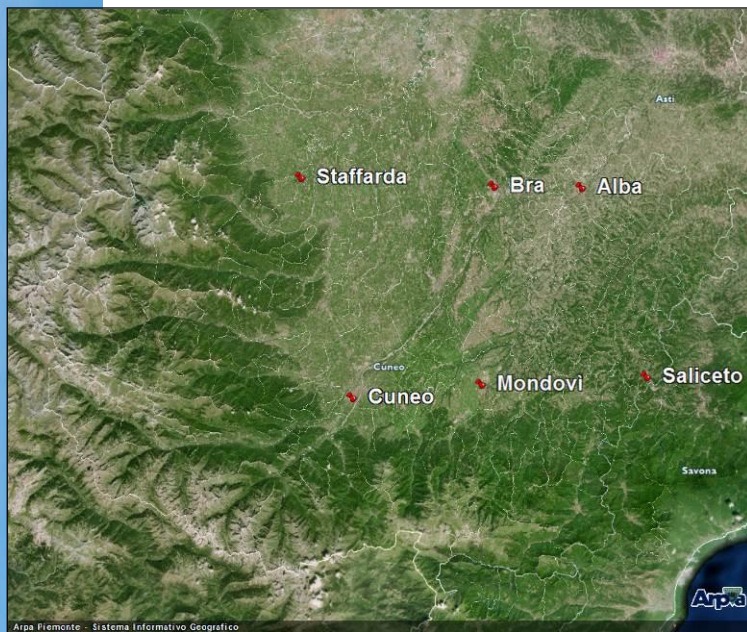 Asti
Staffarda
Bra
Alba
Cuneo
Cuneo
Mondovì
Saliceto
Savona
Arpa
Arpa Piemonte - Sistema Informativo Geografico